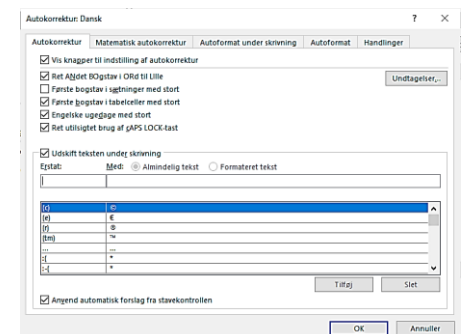 Autokorrektur: Dansk ? ×
Autokorrektur Matematisk autokorrektur Autoformat under skrivning Autoformat Handlinger
Vis knapper til indstilling af autokorrektur
Ret ANdet BOgstav i ORd til LIlle
Undtagelser...
Første bogstav i sætninger med stort
Første bogstav i tabelceller med stort
Engelske ugedage med stort
Ret utilsigtet brug af cAPS LOCK-tast
Udskift teksten under skrivning
Erstat: Med: Almindelig tekst Formateret tekst
(c) ©
(e) €
(r) ®
(tm) ™
... ...
:(
:-(
Tilføj Slet
Anvend automatisk forslag fra stavekontrollen
OK Annuller